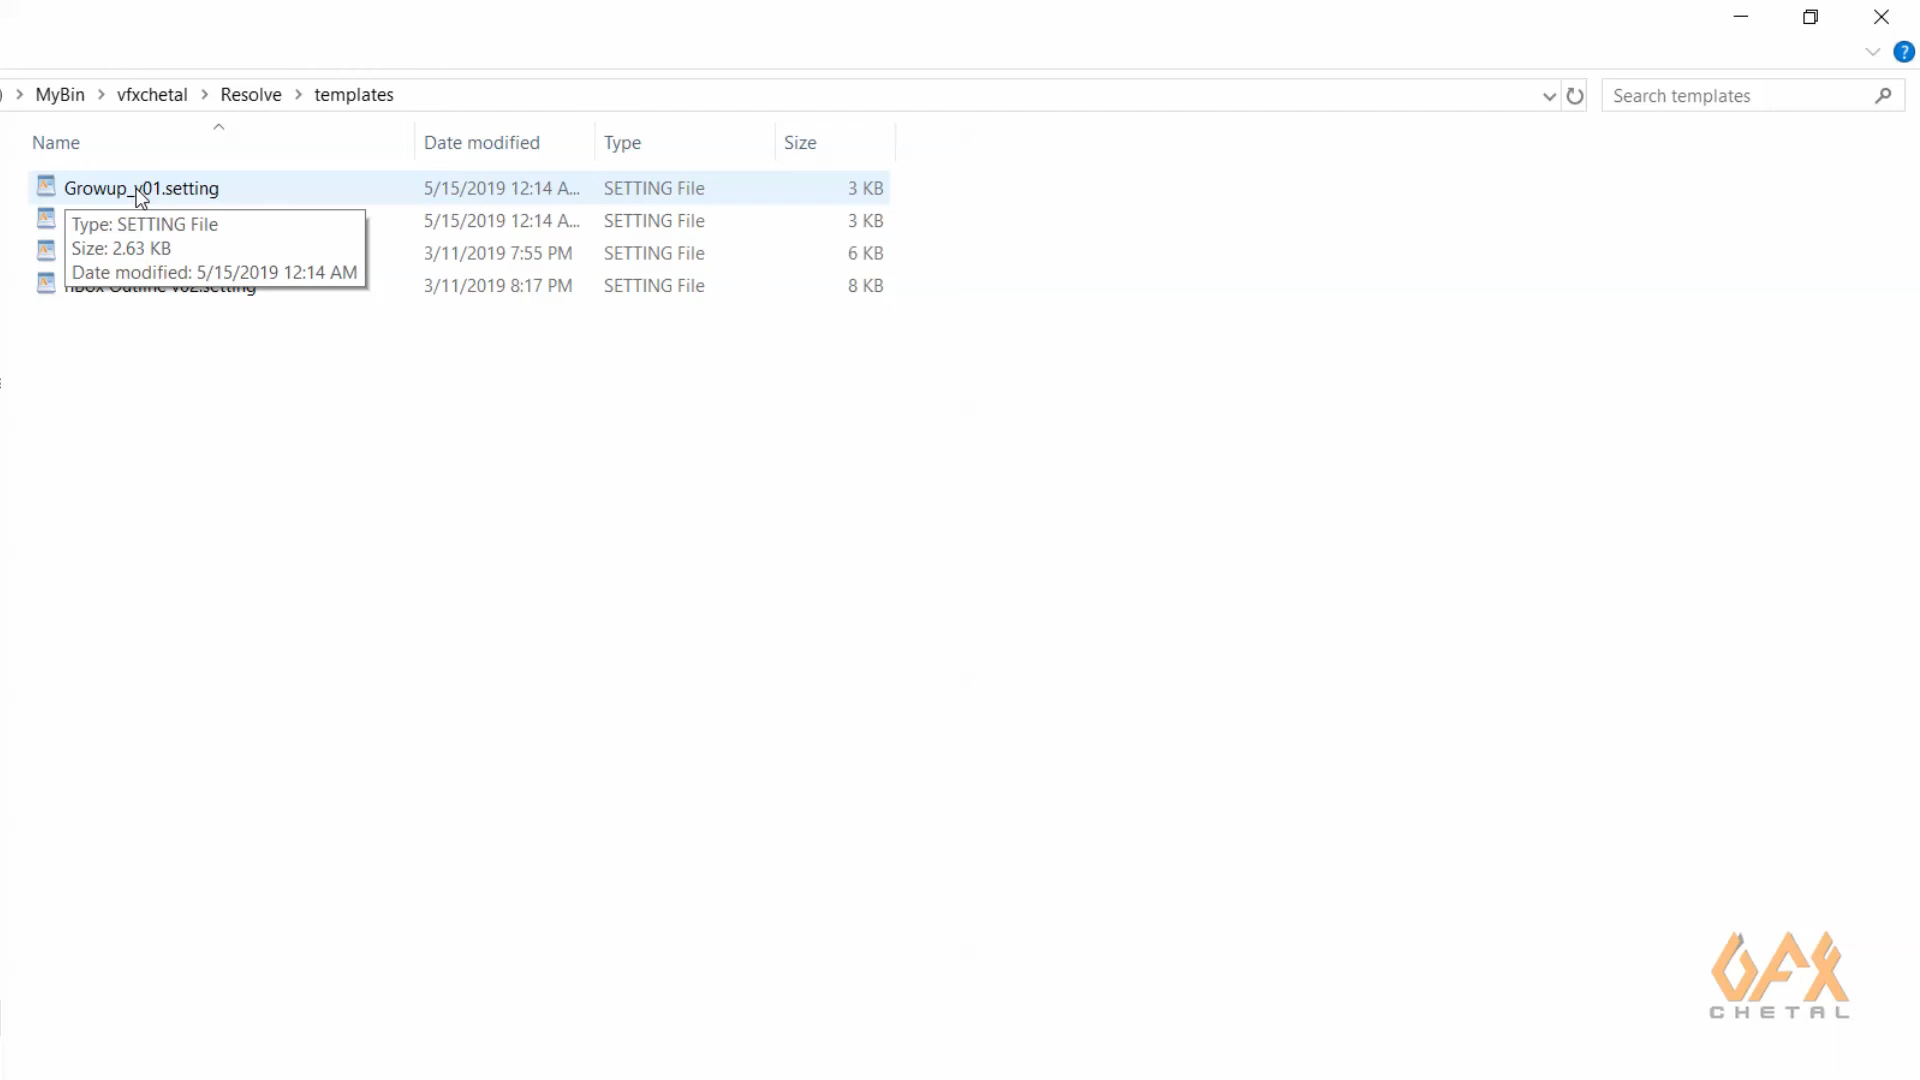 ) > MyBin > vfxchetal > Resolve > templates
Search templates
Name Date modified Type Size
Growup_v01.setting 5/15/2019 12:14 A... SETTING File 3 KB
5/15/2019 12:14 A... SETTING File 3 KB
3/11/2019 7:55 PM SETTING File 6 KB
3/11/2019 8:17 PM SETTING File 8 KB
Type: SETTING File
Size: 2.63 KB
Date modified: 5/15/2019 12:14 AM
?
VFX
CHETAL